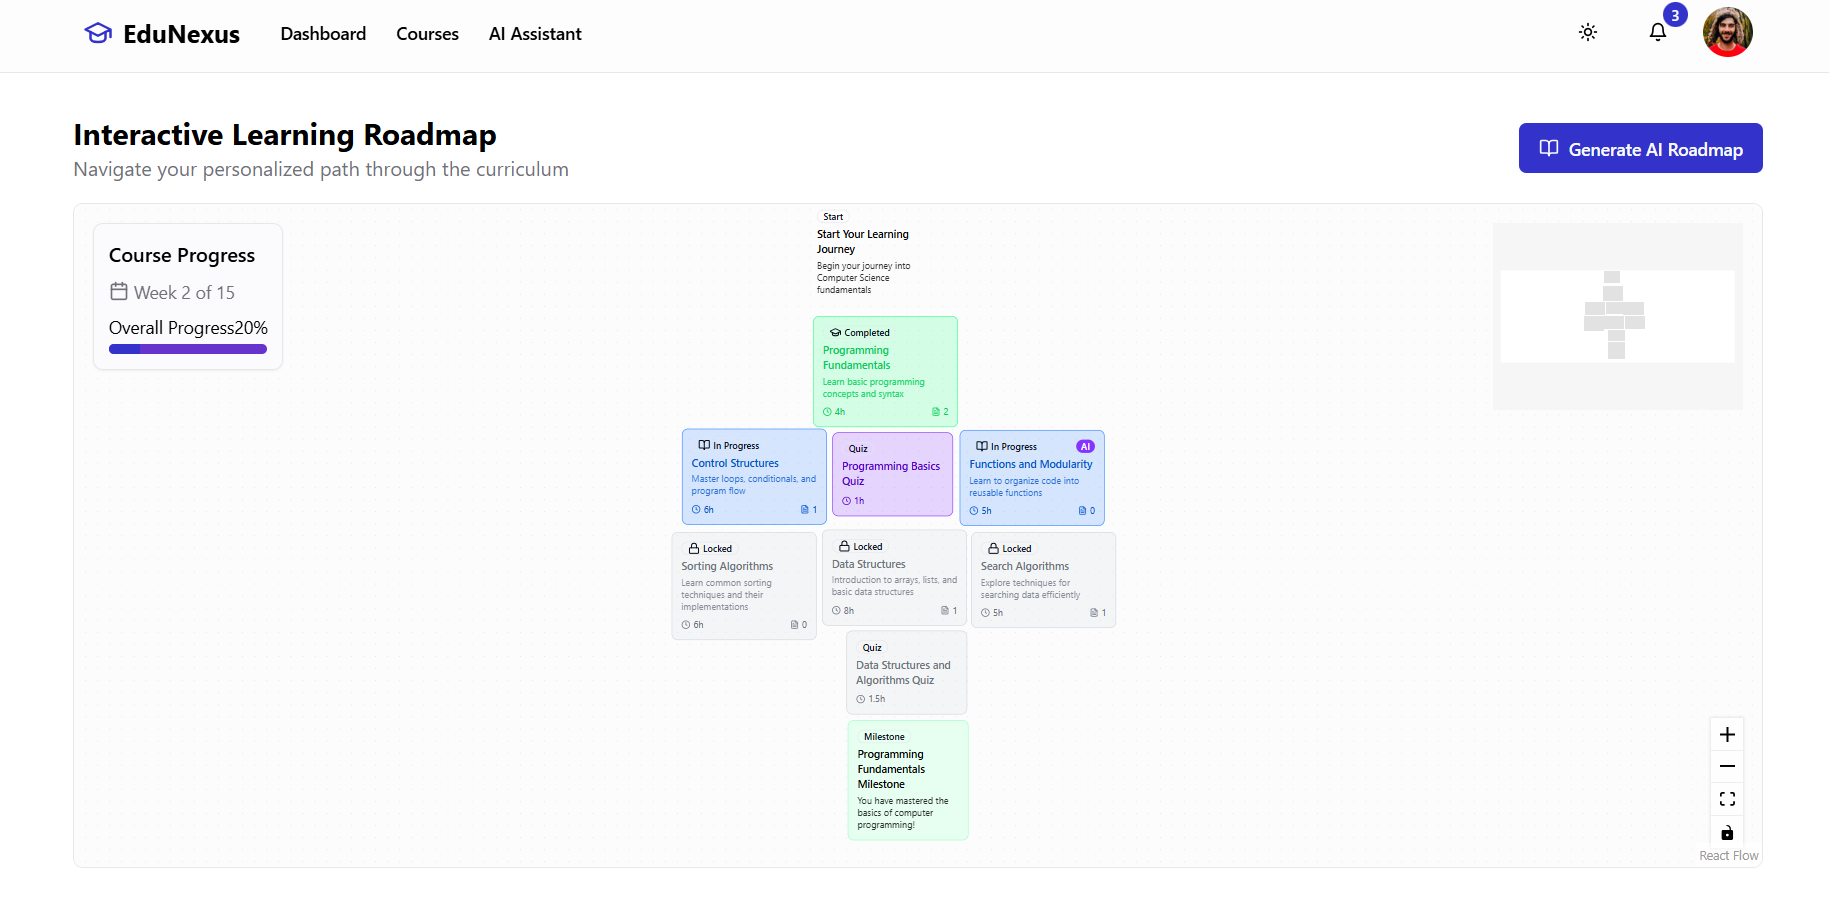 EduNexus
Dashboard
Courses
AI Assistant
3
Interactive Learning Roadmap
Navigate your personalized path through the curriculum
Generate AI Roadmap
Course Progress
Week 2 of 15
Overall Progress20%
Start
Start Your Learning
Journey
Begin your journey into
Computer Science
fundamentals
Completed
Programming
Fundamentals
Learn basic programming
concepts and syntax
4h
2
In Progress
Control Structures
Master loops, conditionals, and
program flow
6h
1
Quiz
Programming Basics
Quiz
1h
In Progress
AI
Functions and Modularity
Learn to organize code into
reusable functions
5h
0
Locked
Sorting Algorithms
Learn common sorting
techniques and their
implementations
6h
0
Locked
Data Structures
Introduction to arrays, lists, and
basic data structures
8h
1
Locked
Search Algorithms
Explore techniques for
searching data efficiently
5h
1
Quiz
Data Structures and
Algorithms Quiz
1.5h
Milestone
Programming
Fundamentals
Milestone
You have mastered the
basics of computer
programming!
React Flow